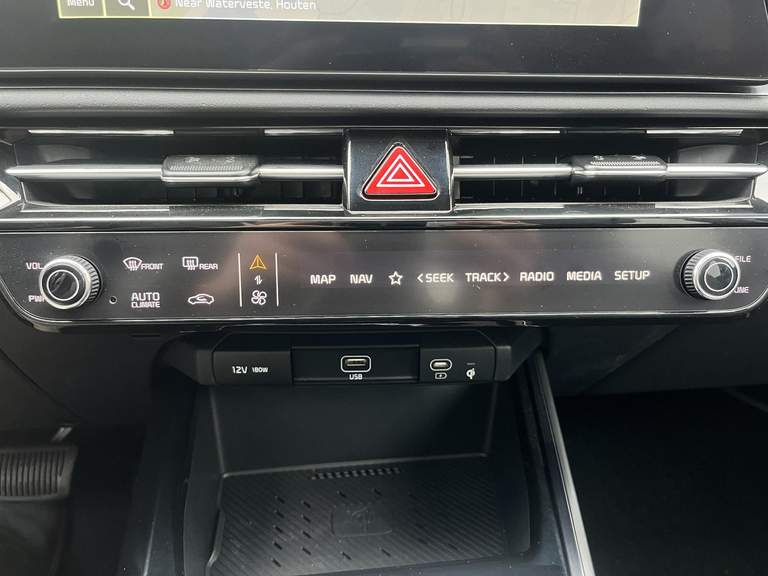 Menu
Near Waterveste, Houten
VOL
PWR
FRONT
REAR
AUTO
CLIMATE
MAP NAV <SEEK TRACK> RADIO MEDIA SETUP
FILE
12V 180W
USB